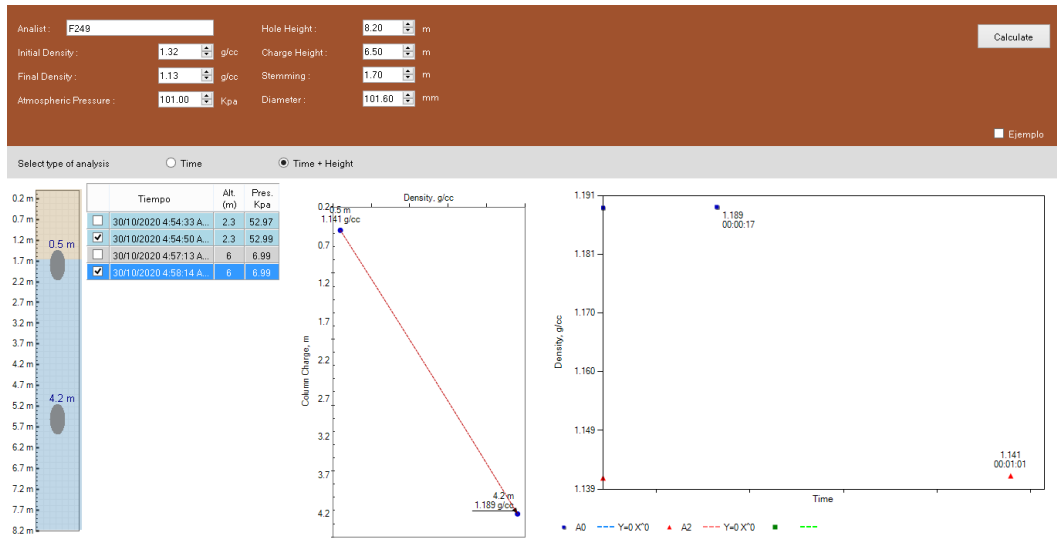 Analist : F249 Hole Height : 8.20 m
Calculate
Initial Density : 1.32 g/cc Charge Height : 6.50 m
Final Density : 1.13 g/cc Stemming : 1.70 m
Atmospheric Pressure : 101.00 Kpa Diameter : 101.60 mm
Ejemplo
Select type of analysis Time Time + Height
0.2 m
0.7 m
1.2 m
1.7 m
2.2 m
2.7 m
3.2 m
3.7 m
4.2 m
4.7 m
5.2 m
5.7 m
6.2 m
6.7 m
7.2 m
7.7 m
8.2 m
0.5 m
4.2 m
Tiempo Alt. (m) Pres. Kpa
30/10/2020 4:54:33 A... 2.3 52.97
30/10/2020 4:54:50 A... 2.3 52.99
30/10/2020 4:57:13 A... 6 6.99
30/10/2020 4:58:14 A... 6 6.99
Density, g/cc
0.5 m
1.141 g/cc
0.7
1.2
1.7
2.2
2.7
3.2
3.7
4.2
Column Charge, m
4.2 m
1.189 g/cc
1.191
1.181
1.170
1.160
1.149
1.139
Density, g/cc
1.189
00:00:17
1.141
00:01:01
Time
A0 Y=0 X^0 A2 Y=0 X^0